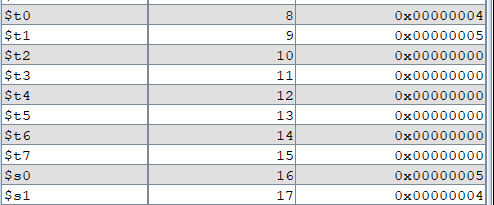 $t0 8 0x00000004
$t1 9 0x00000005
$t2 10 0x00000000
$t3 11 0x00000000
$t4 12 0x00000000
$t5 13 0x00000000
$t6 14 0x00000000
$t7 15 0x00000000
$s0 16 0x00000005
$s1 17 0x00000004